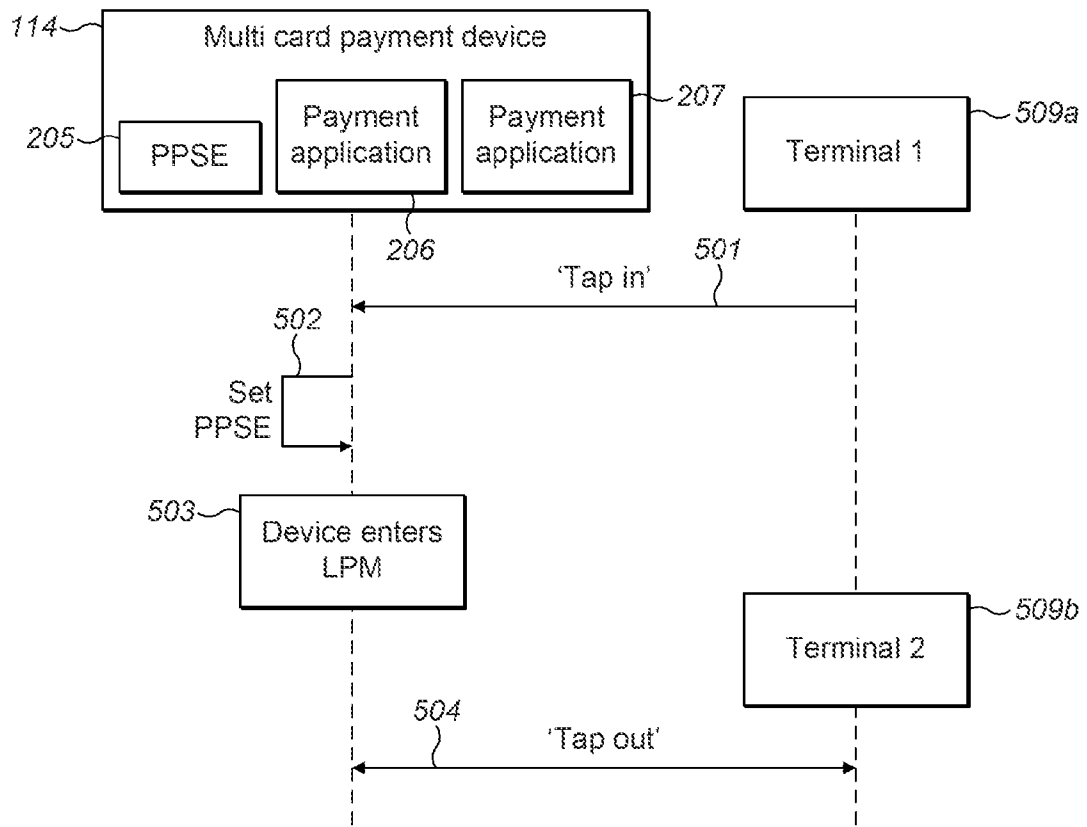 114
Multi card payment device
205
PPSE
Payment
application
Payment
application
207
206
Terminal 1
509a
'Tap in'
501
502
Set
PPSE
503
Device enters
LPM
Terminal 2
509b
504
'Tap out'